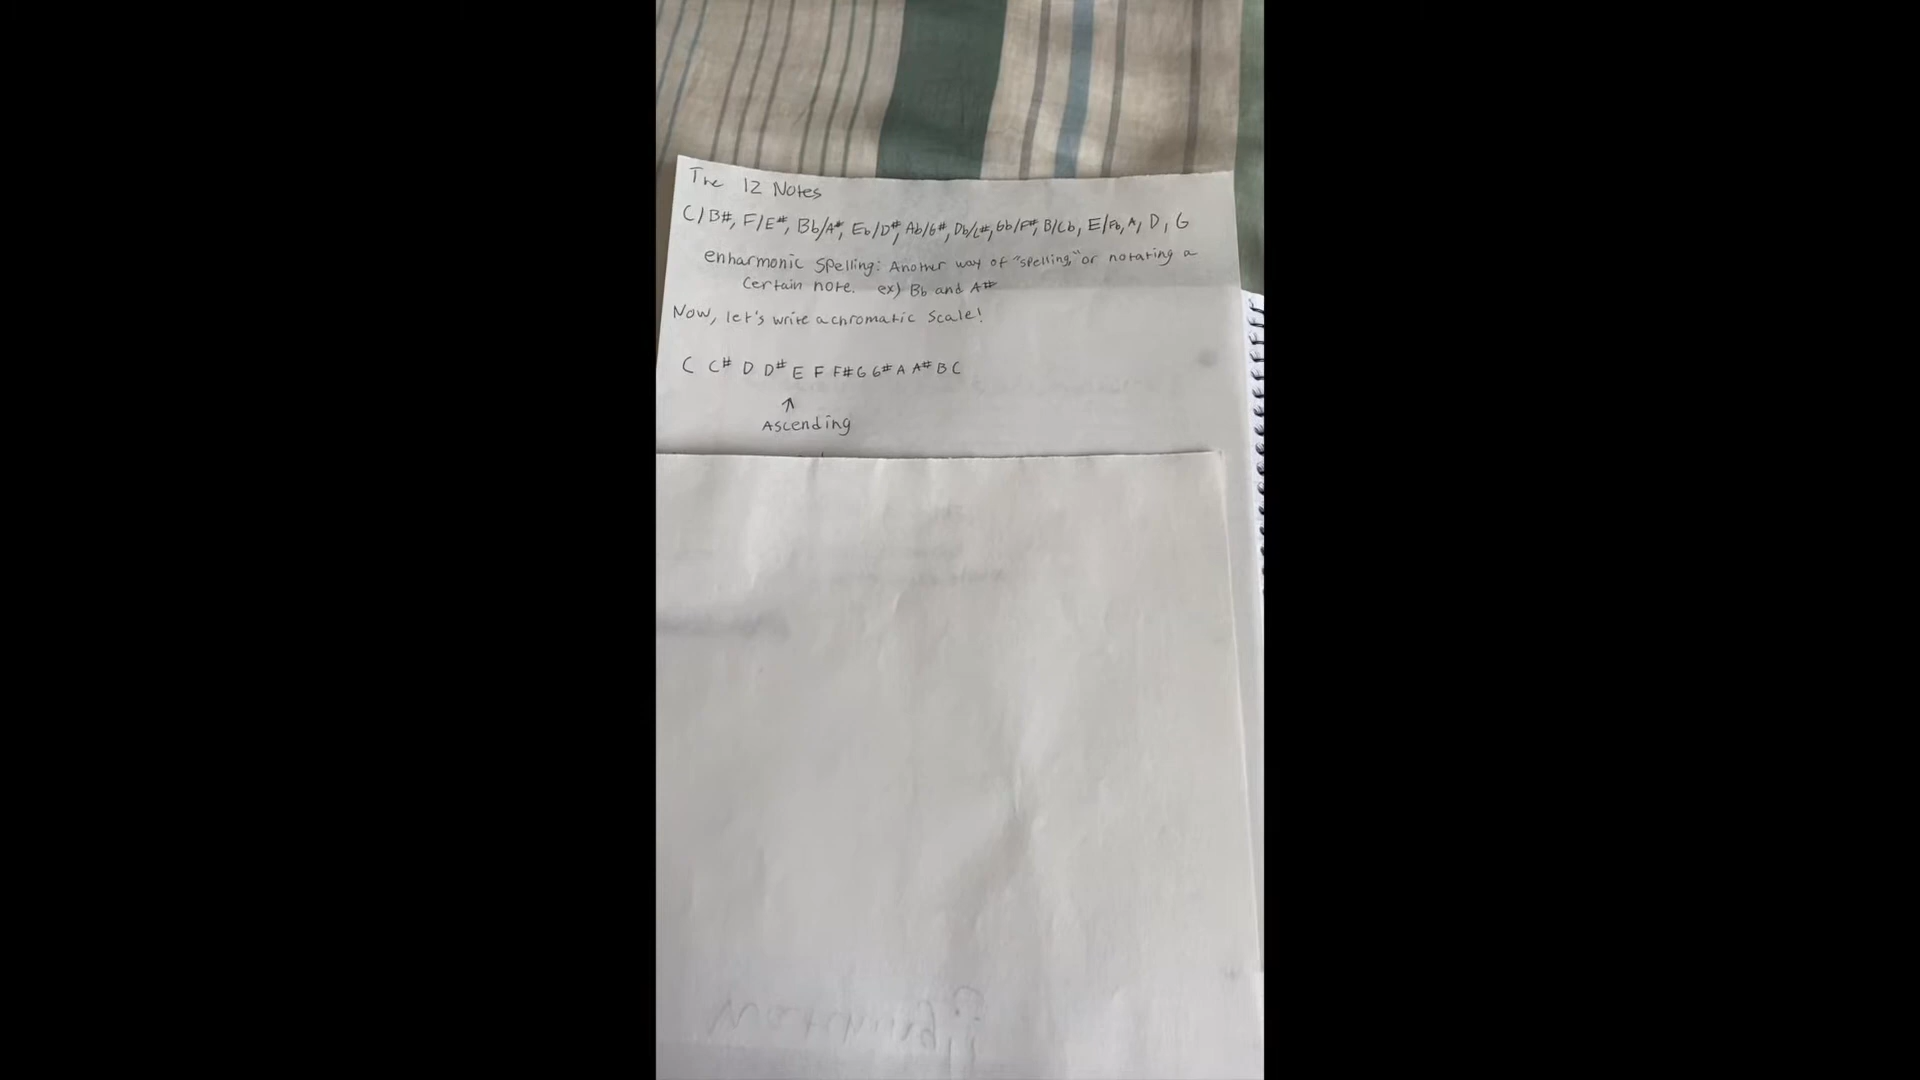 The 12 Notes
C/B#, F/E#, Bb/A#, Eb/D#, Ab/G#, Db/C#, Gb/F#, B/Cb, E/Fb, A, D, G
enharmonic spelling: Another way of "spelling," or notating a
certain note. ex) Bb and A#
Now, let's write a chromatic scale!
C C# D D# E F F# G G# A A# B C
↑
Ascending